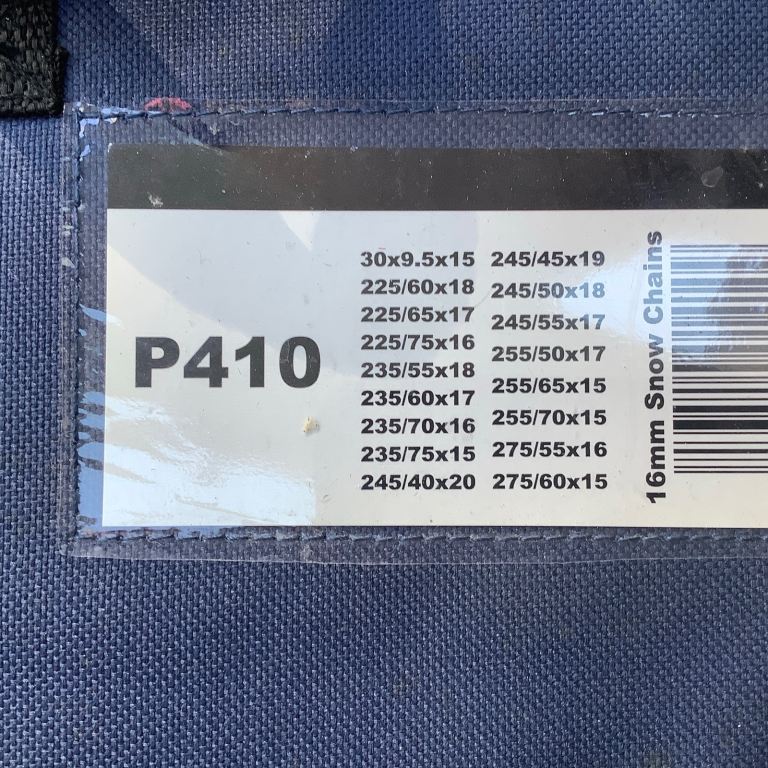 P410
30x9.5x15
225/60x18
225/65x17
225/75x16
235/55x18
235/60x17
235/70x16
235/75x15
245/40x20
245/45x19
245/50x18
245/55x17
255/50x17
255/65x15
255/70x15
275/55x16
275/60x15
16mm Snow Chains